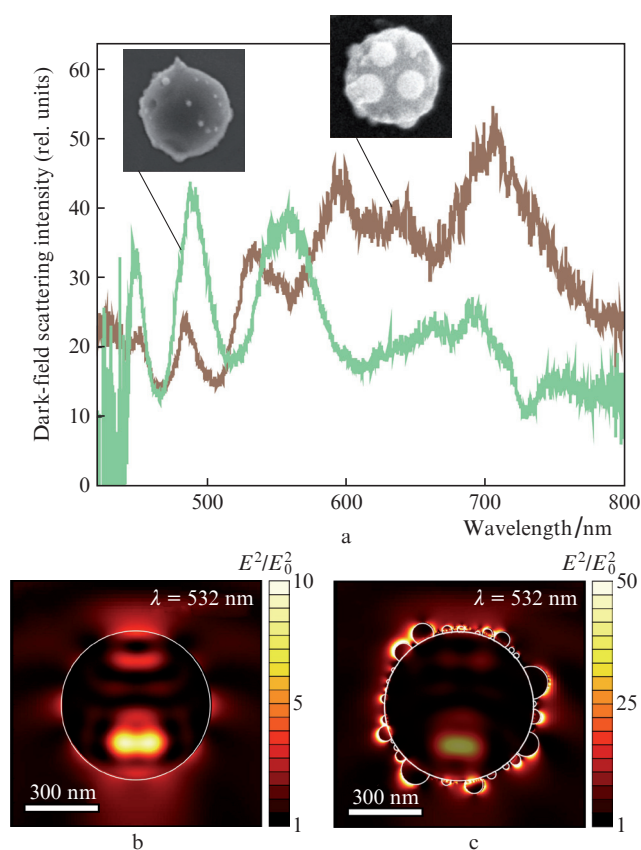 Dark-field scattering intensity (rel. units)
60
50
40
30
20
10
0
500
600
700
800
Wavelength/nm
a
E²/E₀²
λ = 532 nm
10
5
1
300 nm
b
E²/E₀²
λ = 532 nm
50
25
1
300 nm
c